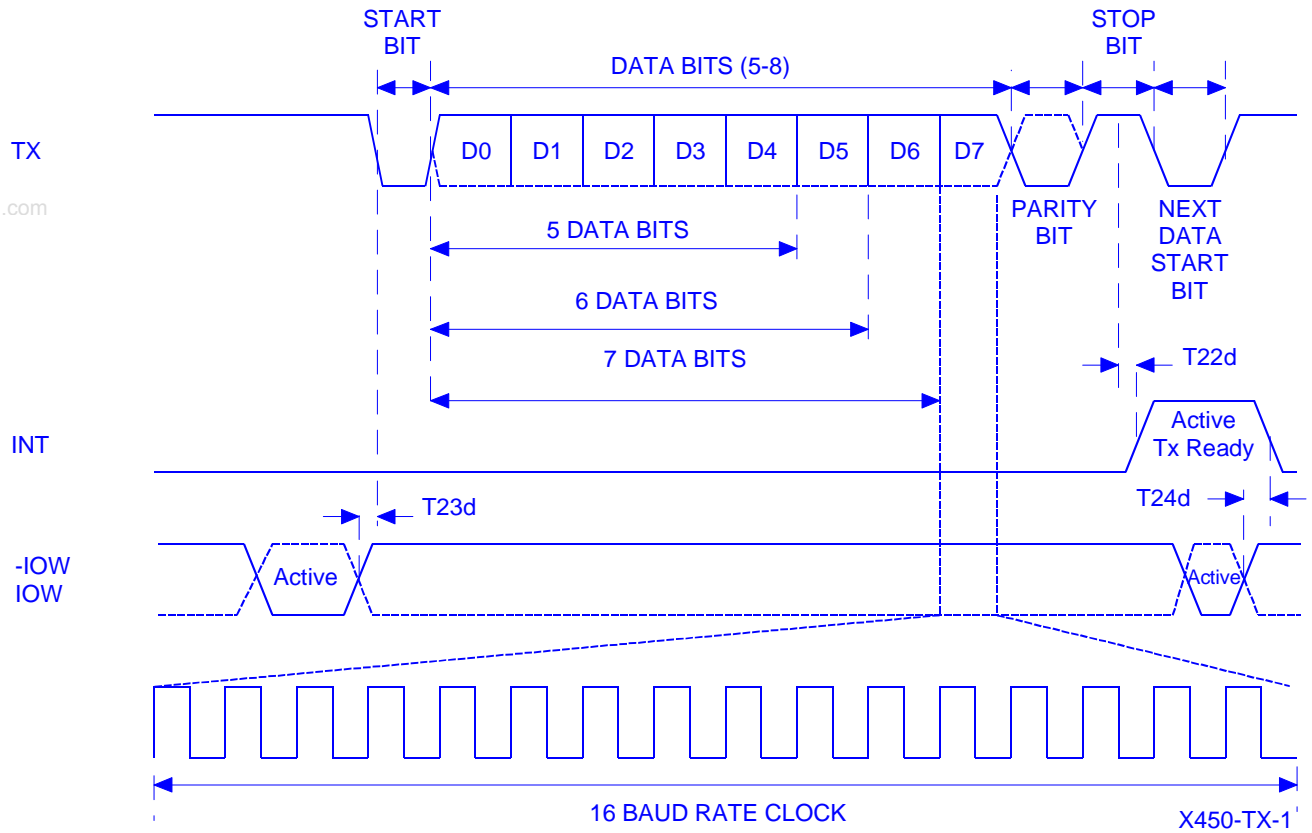 START
BIT
STOP
BIT
DATA BITS (5-8)
TX
D0 D1 D2 D3 D4 D5 D6 D7
.com
PARITY
BIT
NEXT
DATA
START
BIT
5 DATA BITS
6 DATA BITS
7 DATA BITS
T22d
INT
Active
Tx Ready
T23d
T24d
-IOW
IOW
Active
Active
16 BAUD RATE CLOCK
X450-TX-1